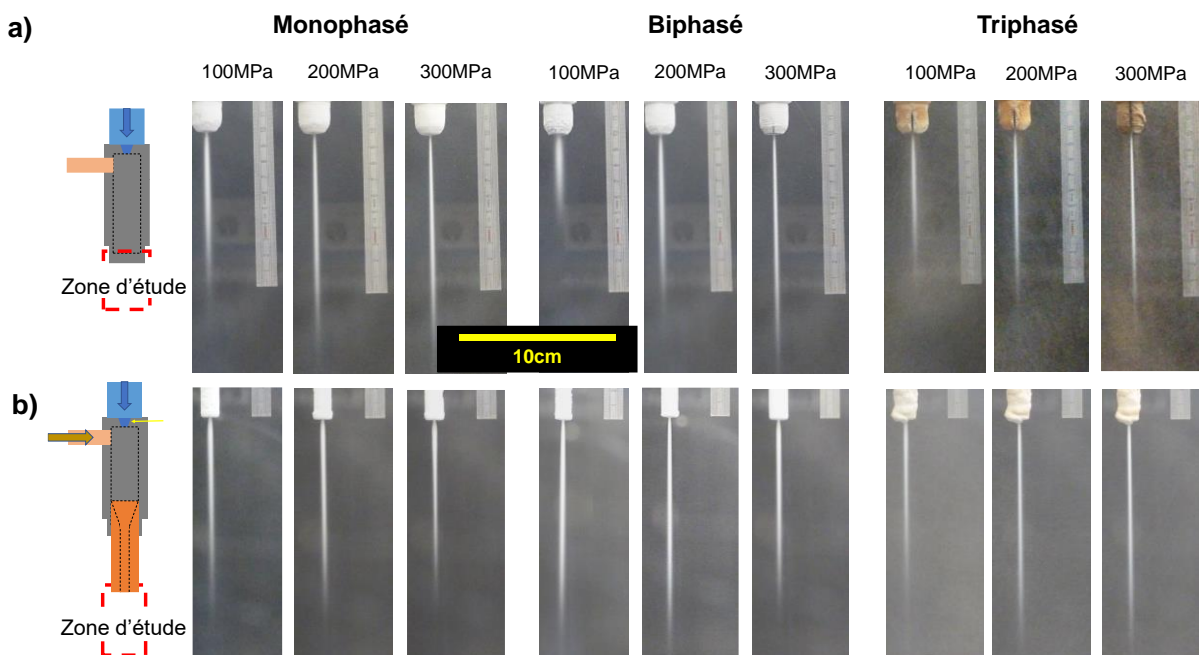 a)
Monophasé
Biphasé
Triphasé
100MPa
200MPa
300MPa
100MPa
200MPa
300MPa
100MPa
200MPa
300MPa
Zone d'étude
10cm
b)
Zone d'étude